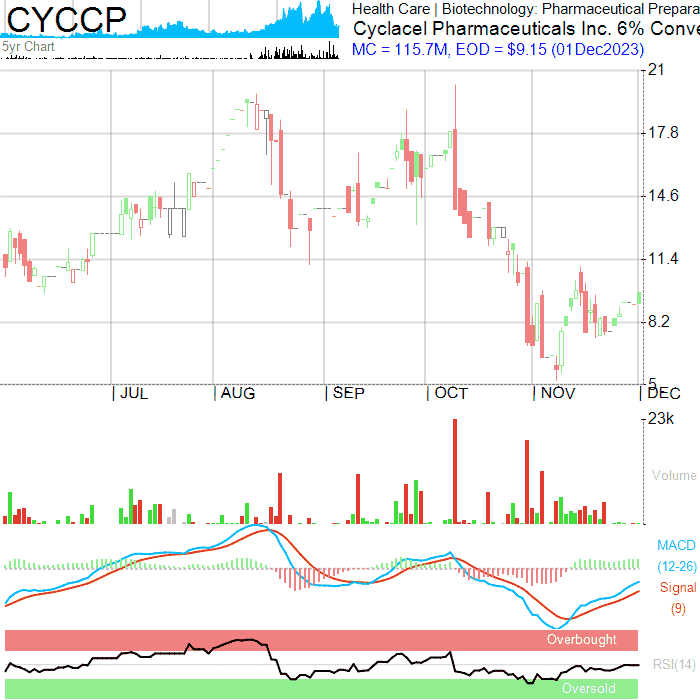 CYCCP
5yr Chart
Health Care | Biotechnology: Pharmaceutical Prepara
Cyclacel Pharmaceuticals Inc. 6% Conve
MC = 115.7M, EOD = $9.15 (01Dec2023)
21
17.8
14.6
11.4
8.2
5
JUL AUG SEP OCT NOV DEC
23k
Volume
MACD
(12-26)
Signal
(9)
Overbought
RSI(14)
Oversold